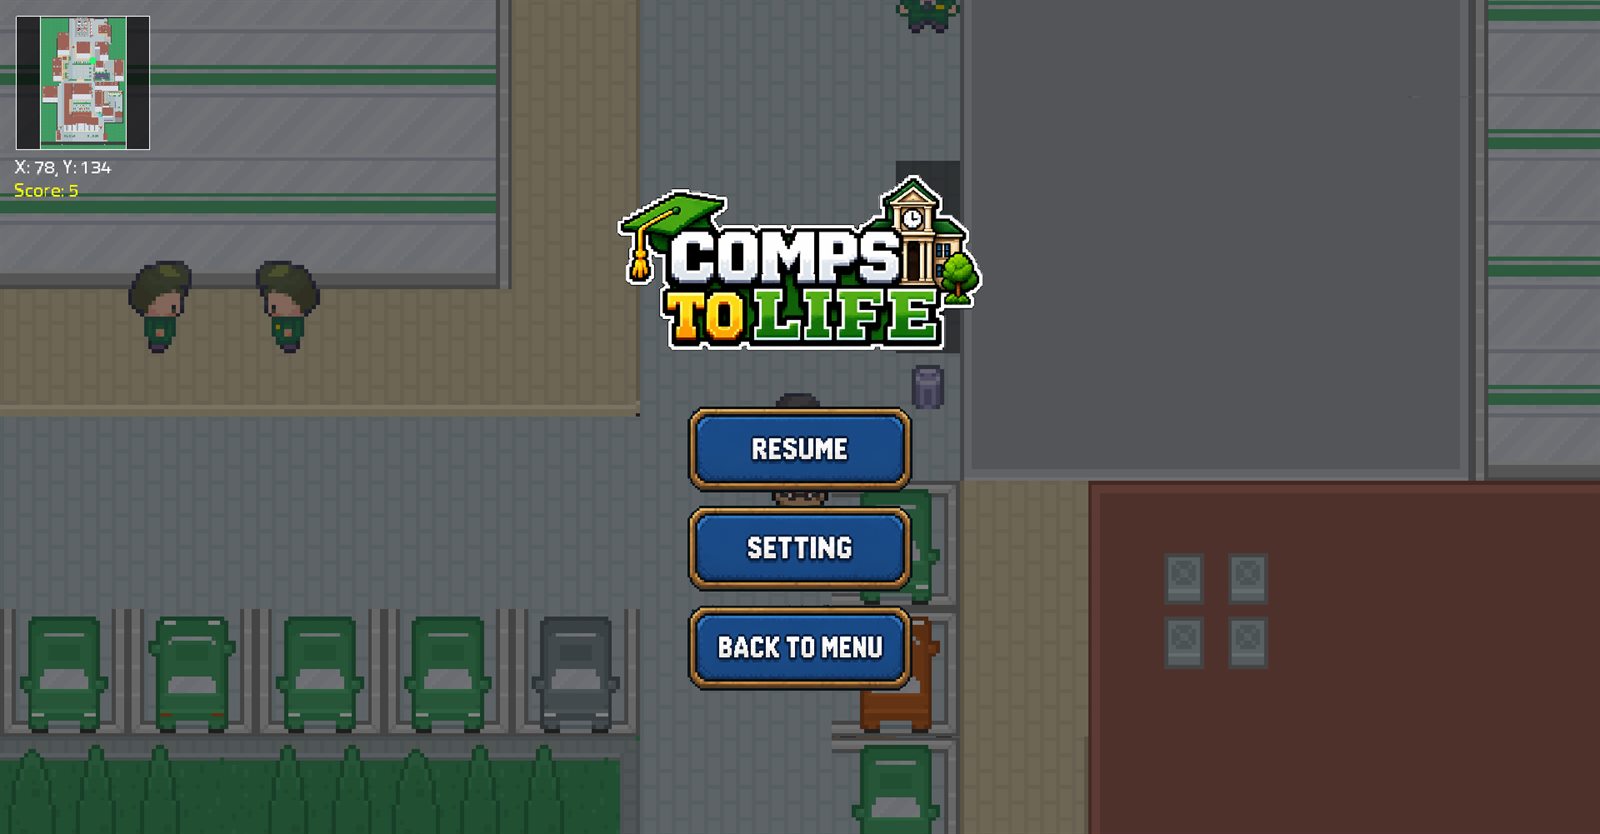 X: 78, Y: 134
Score: 5
COMPS
TO LIFE
RESUME
SETTING
BACK TO MENU